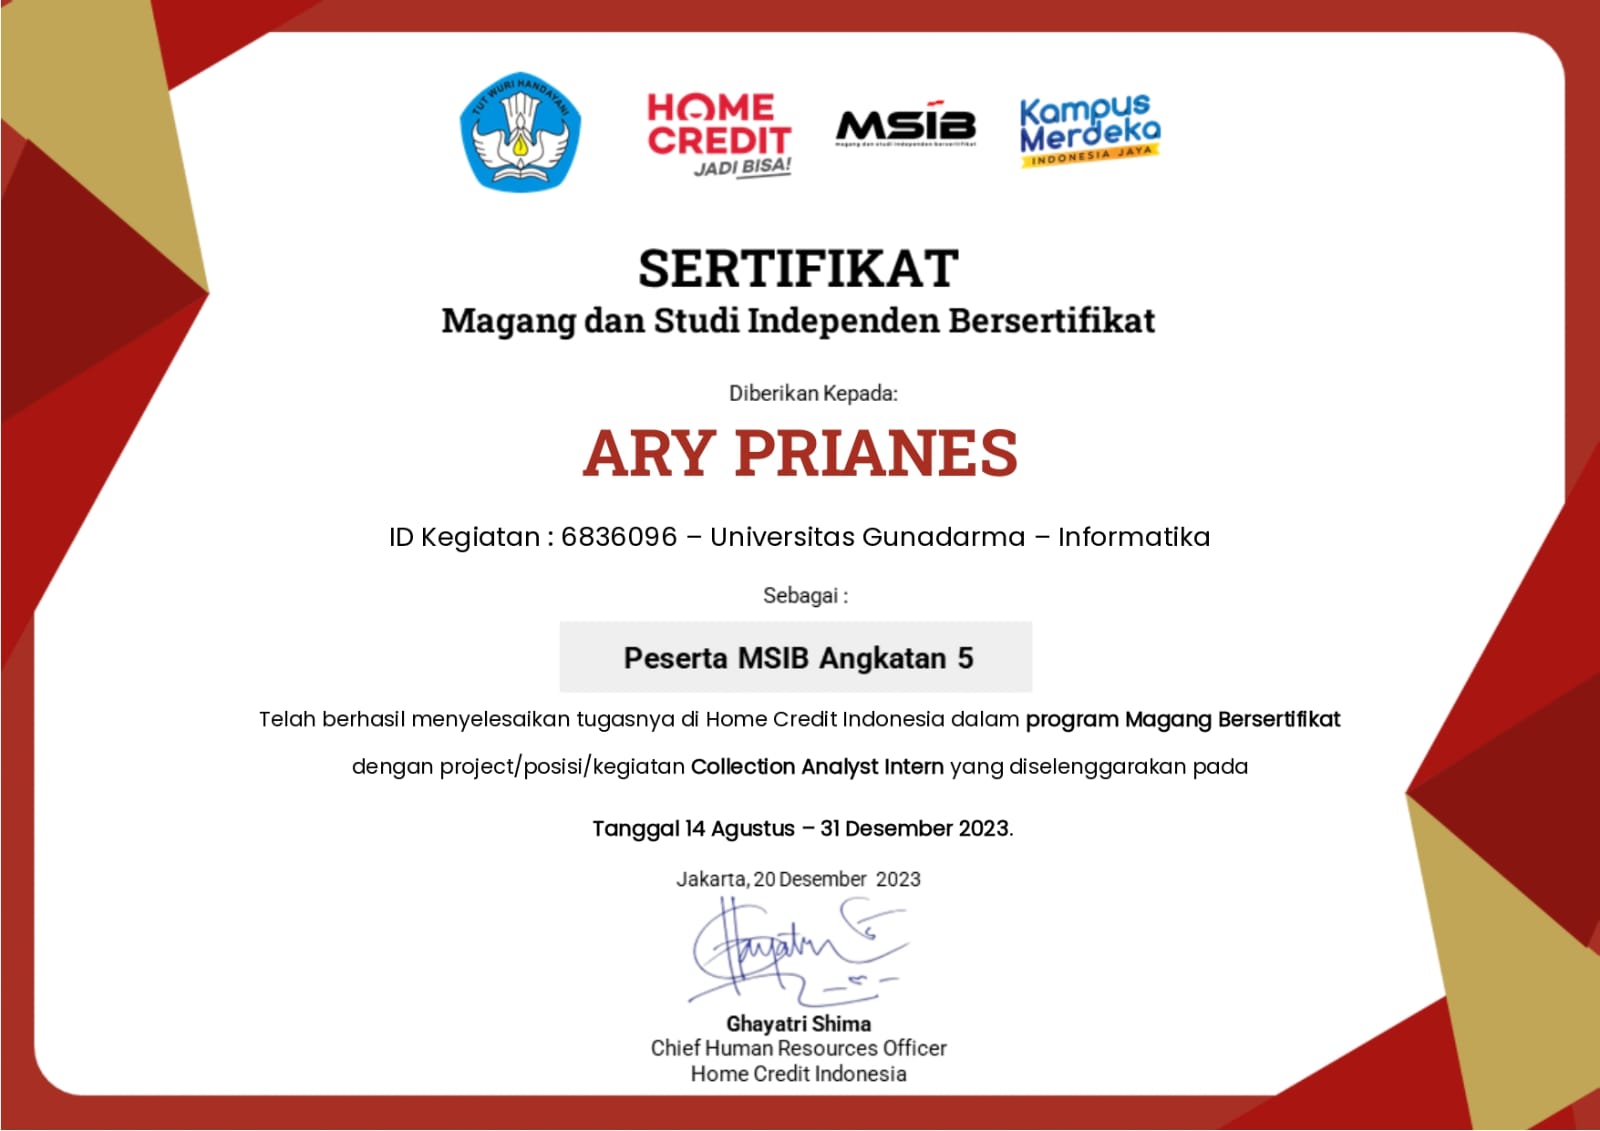 TUT WURI HANDAYANI
HOME
CREDIT
JADI BISA!
MSIB
magang dan studi independen bersertifikat
Kampus
Merdeka
INDONESIA JAYA
SERTIFIKAT
Magang dan Studi Independen Bersertifikat
Diberikan Kepada:
ARY PRIANES
ID Kegiatan : 6836096 – Universitas Gunadarma – Informatika
Sebagai :
Peserta MSIB Angkatan 5
Telah berhasil menyelesaikan tugasnya di Home Credit Indonesia dalam program Magang Bersertifikat
dengan project/posisi/kegiatan Collection Analyst Intern yang diselenggarakan pada
Tanggal 14 Agustus – 31 Desember 2023.
Jakarta, 20 Desember 2023
Ghayatri Shima
Chief Human Resources Officer
Home Credit Indonesia